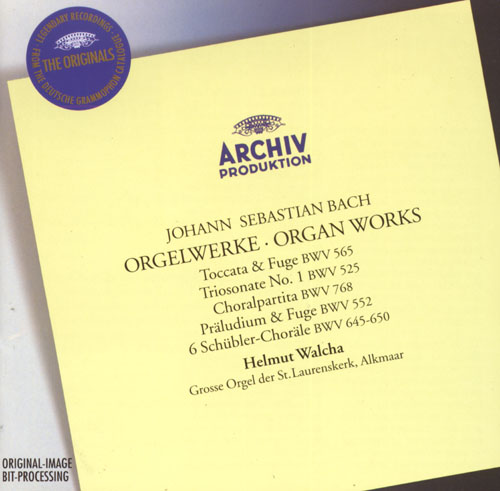 LEGENDARY RECORDINGS
THE ORIGINALS
FROM THE DEUTSCHE GRAMMOPHON CATALOGUE
ARCHIV
PRODUKTION
JOHANN SEBASTIAN BACH
ORGELWERKE · ORGAN WORKS
Toccata & Fuge BWV 565
Triosonate No. 1 BWV 525
Choralpartita BWV 768
Präludium & Fuge BWV 552
6 Schübler-Choräle BWV 645-650
Helmut Walcha
Grosse Orgel der St. Laurenskerk, Alkmaar
ORIGINAL-IMAGE
BIT-PROCESSING